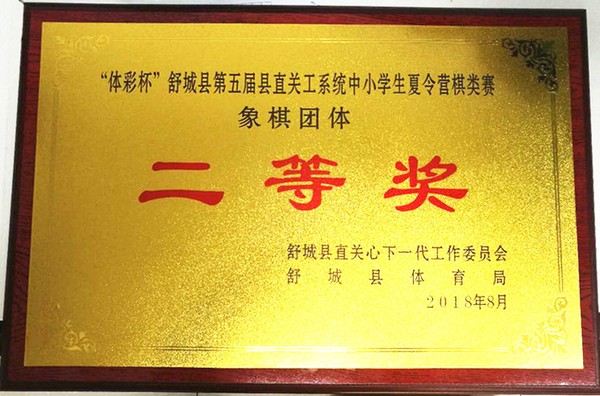 “体彩杯”舒城县第五届县直关工系统中小学生夏令营棋类赛
象棋团体
二等奖
舒城县直关心下一代工作委员会
舒城县体育局
2018年8月